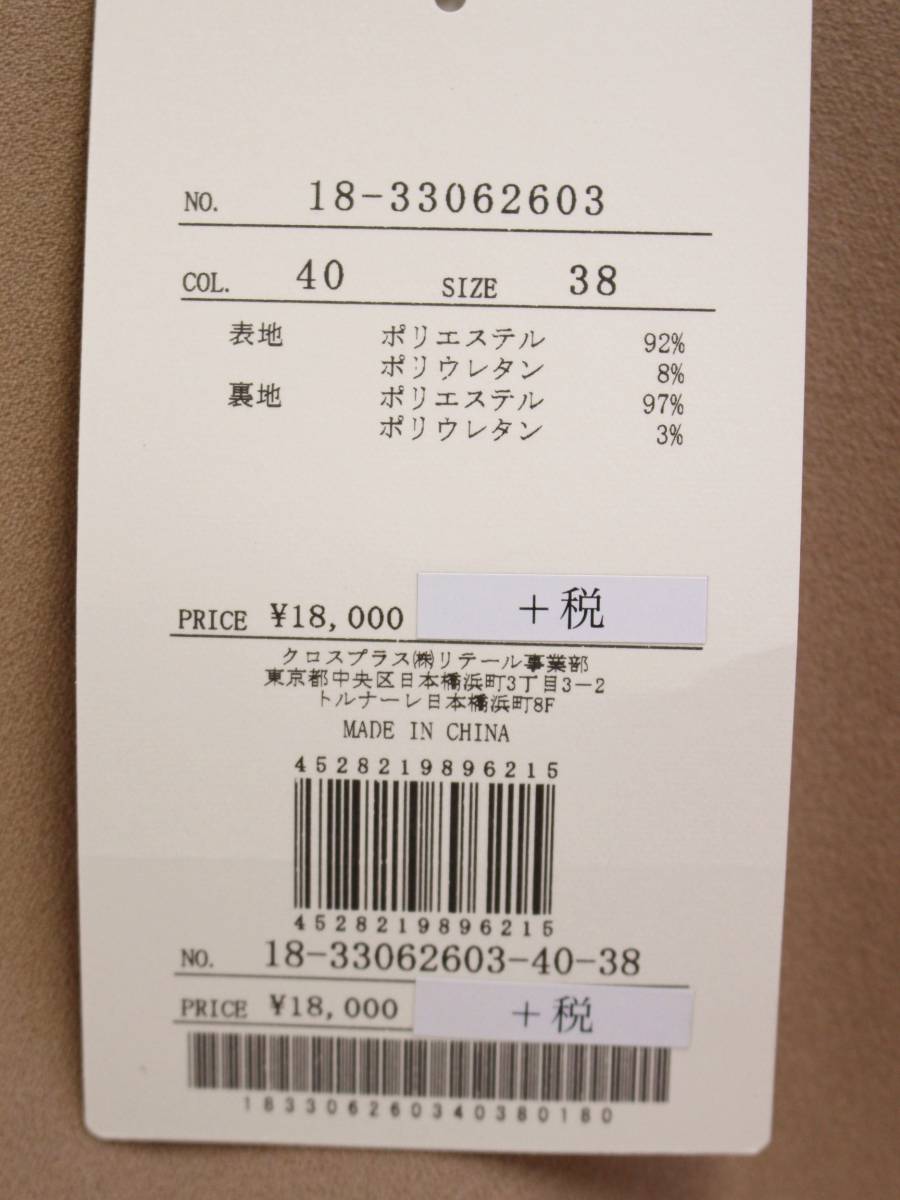 NO. 18-33062603
COL. 40 SIZE 38
表地 ポリエステル 92%
ポリウレタン 8%
裏地 ポリエステル 97%
ポリウレタン 3%
PRICE ¥18,000 +税
クロスプラス㈱リテール事業部
東京都中央区日本橋浜町3丁目3-2
トルナーレ日本橋浜町8F
MADE IN CHINA
4528219896215
4528219896215
NO. 18-33062603-40-38
PRICE ¥18,000 +税
183306260340380180